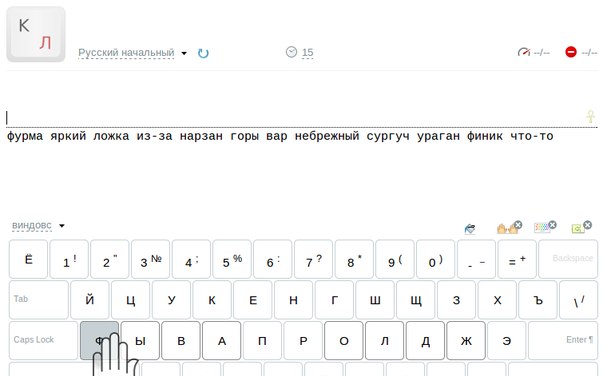 К
Л
Русский начальный
15
--/--
--/--
фурма яркий ложка из-за нарзан горы вар небрежный сургуч ураган финик что-то
виндовс
Ё 1 ! 2 " 3 № 4 ; 5 % 6 : 7 ? 8 * 9 ( 0 ) - _ = + Backspace
Tab Й Ц У К Е Н Г Ш Щ З Х Ъ \ /
Caps Lock Ф Ы В А П Р О Л Д Ж Э Enter ¶